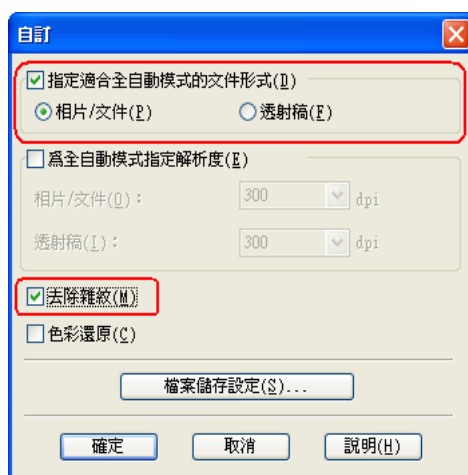 自訂
指定適合全自動模式的文件形式(D)
相片/文件(P) 透射稿(F)
爲全自動模式指定解析度(E)
相片/文件(O)： 300 dpi
透射稿(I)： 300 dpi
去除雜紋(M)
色彩還原(C)
檔案儲存設定(S)...
確定 取消 說明(H)